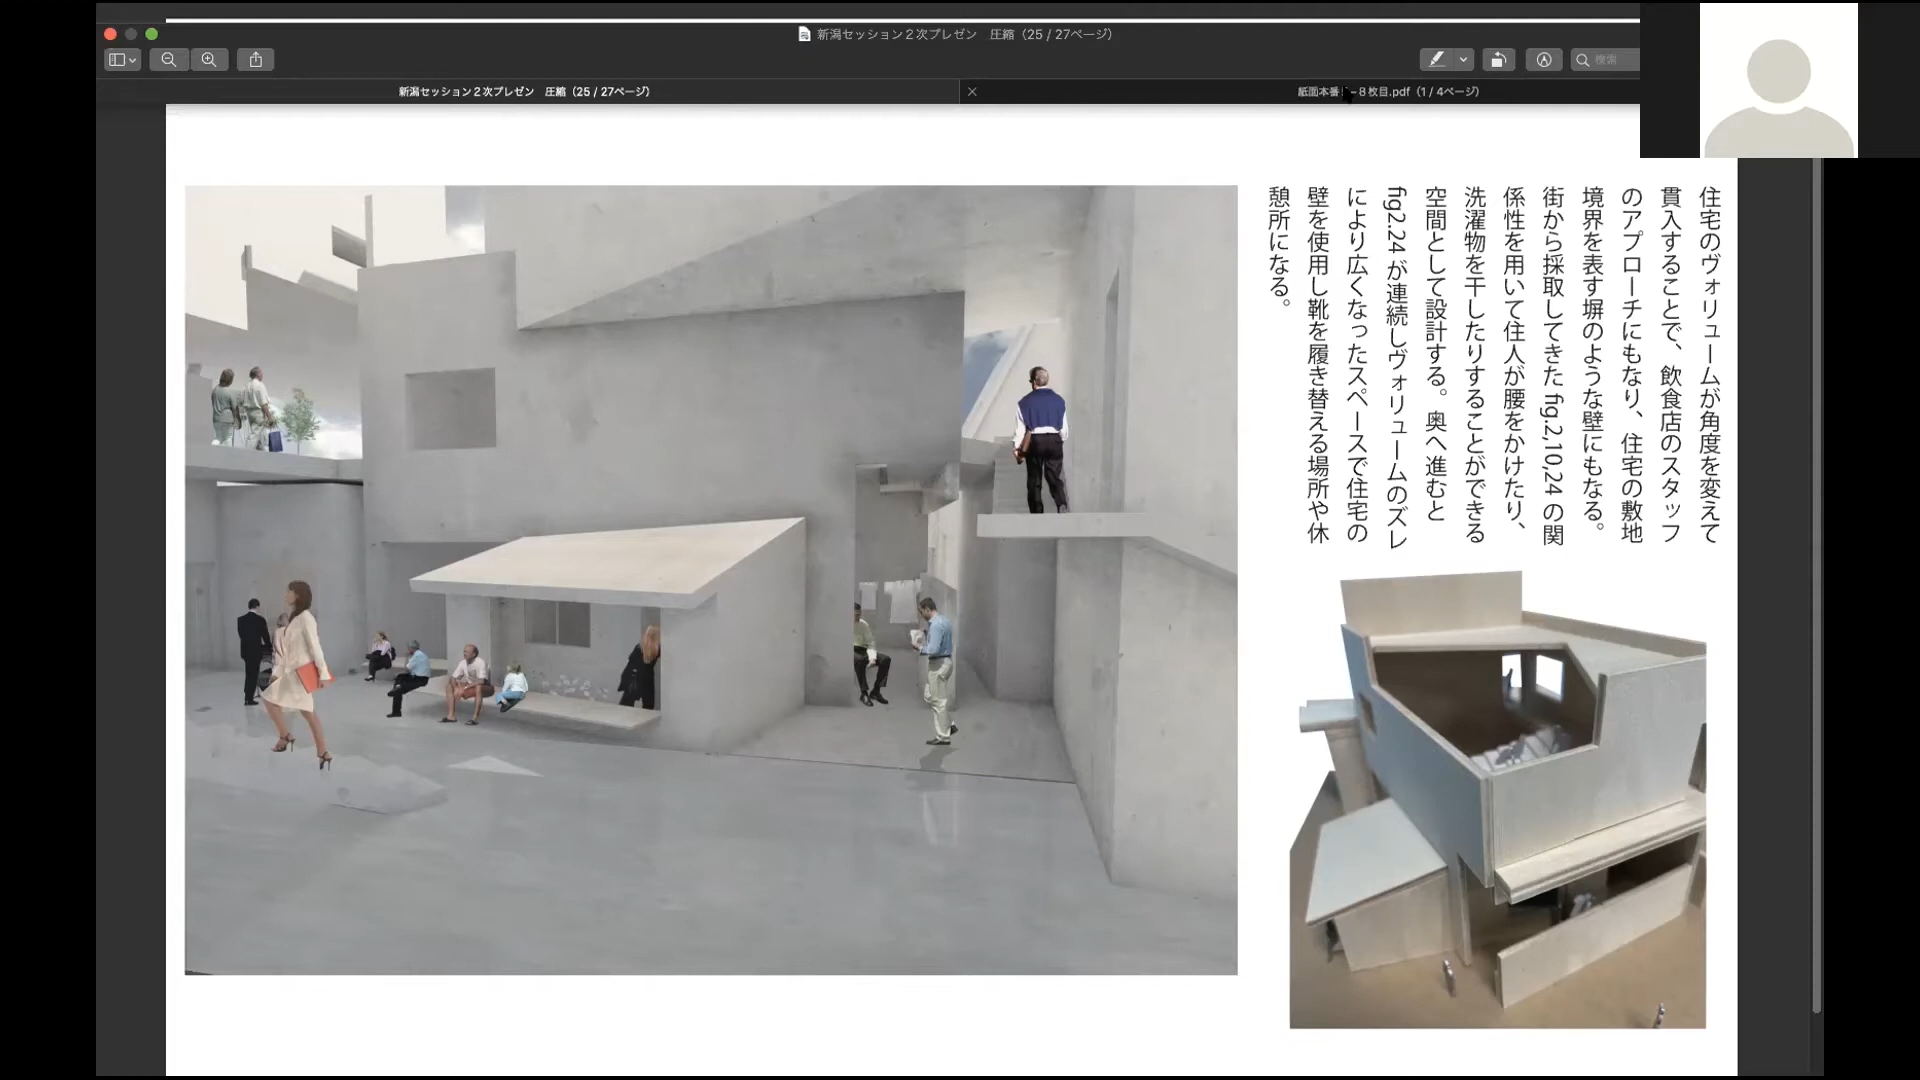 新潟セッション２次プレゼン　圧縮（25 / 27ページ）
検索
新潟セッション２次プレゼン　圧縮（25 / 27ページ）
８枚目.pdf（1 / 4ページ）
住宅のヴォリュームが角度を変えて
貫入することで、飲食店のスタッフ
のアプローチにもなり、住宅の敷地
境界を表す塀のような壁にもなる。
街から採取してきた fig.2,10,24 の関
係性を用いて住人が腰をかけたり、
洗濯物を干したりすることができる
空間として設計する。奥へ進むと
fig2.24 が連続しヴォリュームのズレ
により広くなったスペースで住宅の
壁を使用し靴を履き替える場所や休
憩所になる。